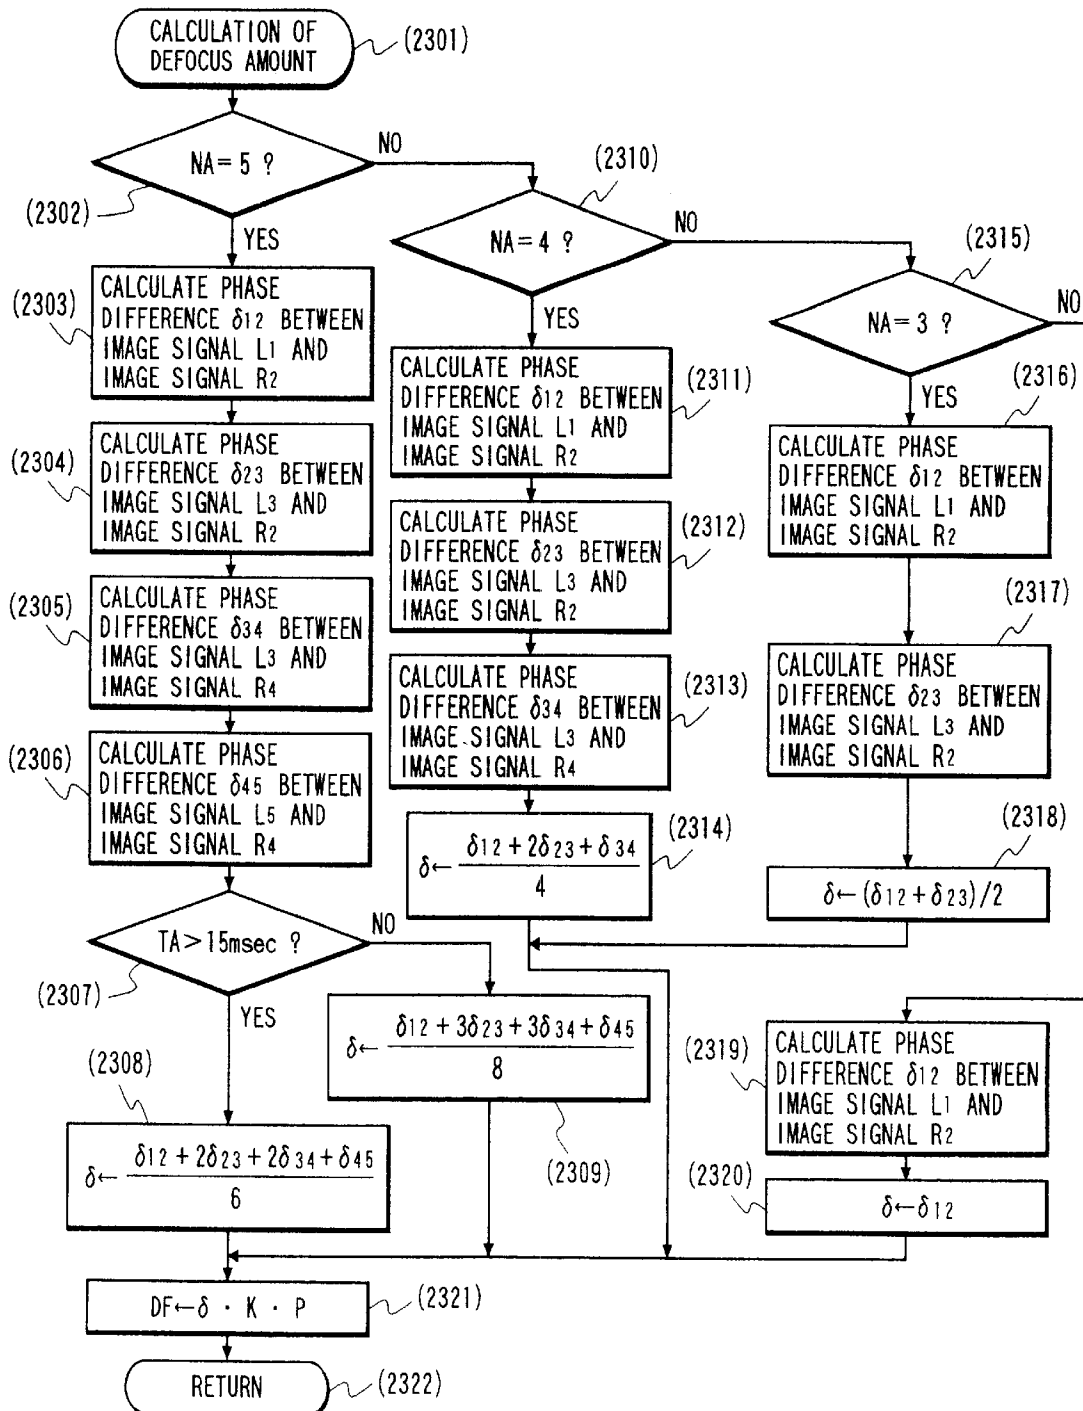 CALCULATION OF
DEFOCUS AMOUNT
(2301)
NA=5 ?
NO
(2302)
YES
CALCULATE PHASE
DIFFERENCE δ12 BETWEEN
IMAGE SIGNAL L1 AND
IMAGE SIGNAL R2
(2303)
CALCULATE PHASE
DIFFERENCE δ23 BETWEEN
IMAGE SIGNAL L3 AND
IMAGE SIGNAL R2
(2304)
CALCULATE PHASE
DIFFERENCE δ34 BETWEEN
IMAGE SIGNAL L3 AND
IMAGE SIGNAL R4
(2305)
CALCULATE PHASE
DIFFERENCE δ45 BETWEEN
IMAGE SIGNAL L5 AND
IMAGE SIGNAL R4
(2306)
TA>15msec ?
NO
(2307)
YES
(2308)
δ← δ12+2δ23+2δ34+δ45
6
δ← δ12+3δ23+3δ34+δ45
8
(2309)
(2310)
NA=4 ?
NO
YES
CALCULATE PHASE
DIFFERENCE δ12 BETWEEN
IMAGE SIGNAL L1 AND
IMAGE SIGNAL R2
(2311)
CALCULATE PHASE
DIFFERENCE δ23 BETWEEN
IMAGE SIGNAL L3 AND
IMAGE SIGNAL R2
(2312)
CALCULATE PHASE
DIFFERENCE δ34 BETWEEN
IMAGE SIGNAL L3 AND
IMAGE SIGNAL R4
(2313)
δ← δ12+2δ23+δ34
4
(2314)
(2315)
NA=3 ?
NO
YES
(2316)
CALCULATE PHASE
DIFFERENCE δ12 BETWEEN
IMAGE SIGNAL L1 AND
IMAGE SIGNAL R2
(2317)
CALCULATE PHASE
DIFFERENCE δ23 BETWEEN
IMAGE SIGNAL L3 AND
IMAGE SIGNAL R2
(2318)
δ←(δ12+δ23)/2
(2319)
CALCULATE PHASE
DIFFERENCE δ12 BETWEEN
IMAGE SIGNAL L1 AND
IMAGE SIGNAL R2
(2320)
δ←δ12
DF←δ · K · P
(2321)
RETURN
(2322)